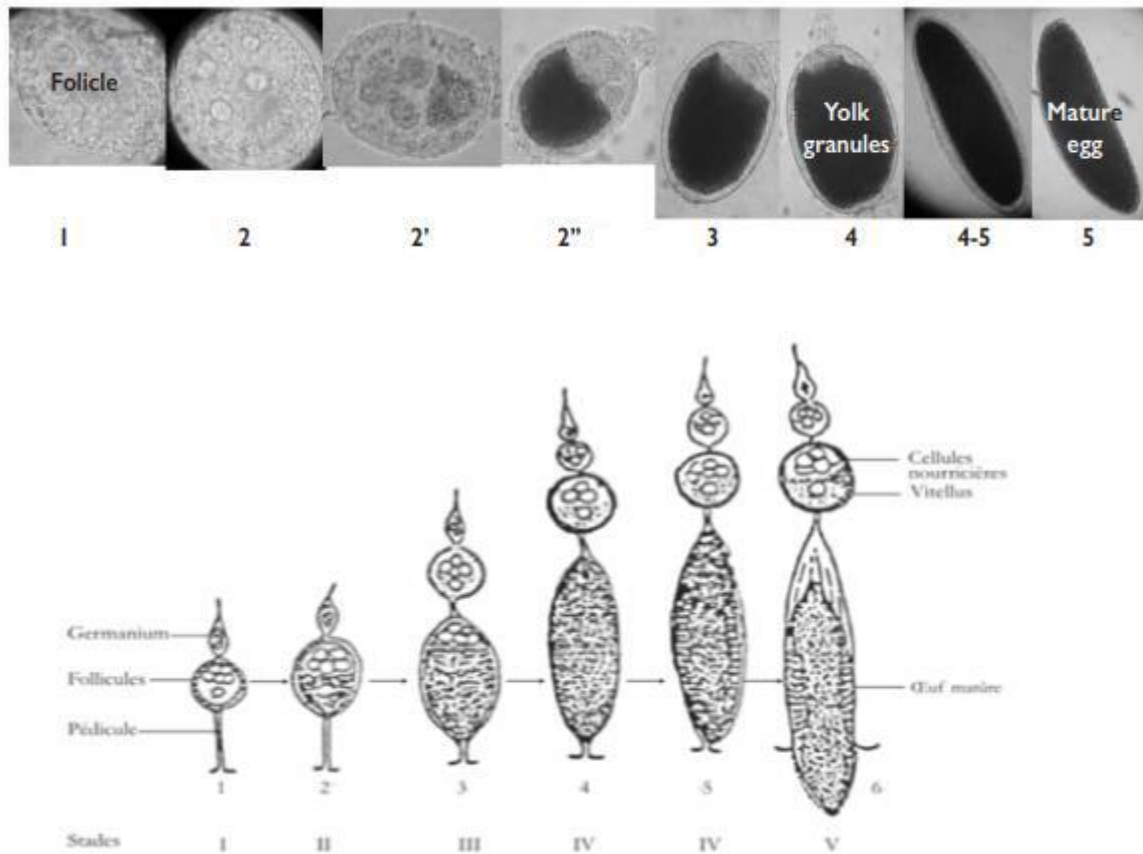 Folicle
Yolk
granules
Mature
egg
1 2 2' 2” 3 4 4-5 5
Cellules
nourricières
Vitellus
Germanium
Follicules
Œuf mature
Pédicule
1 2 3 4 5 6
Stades I II III IV IV V